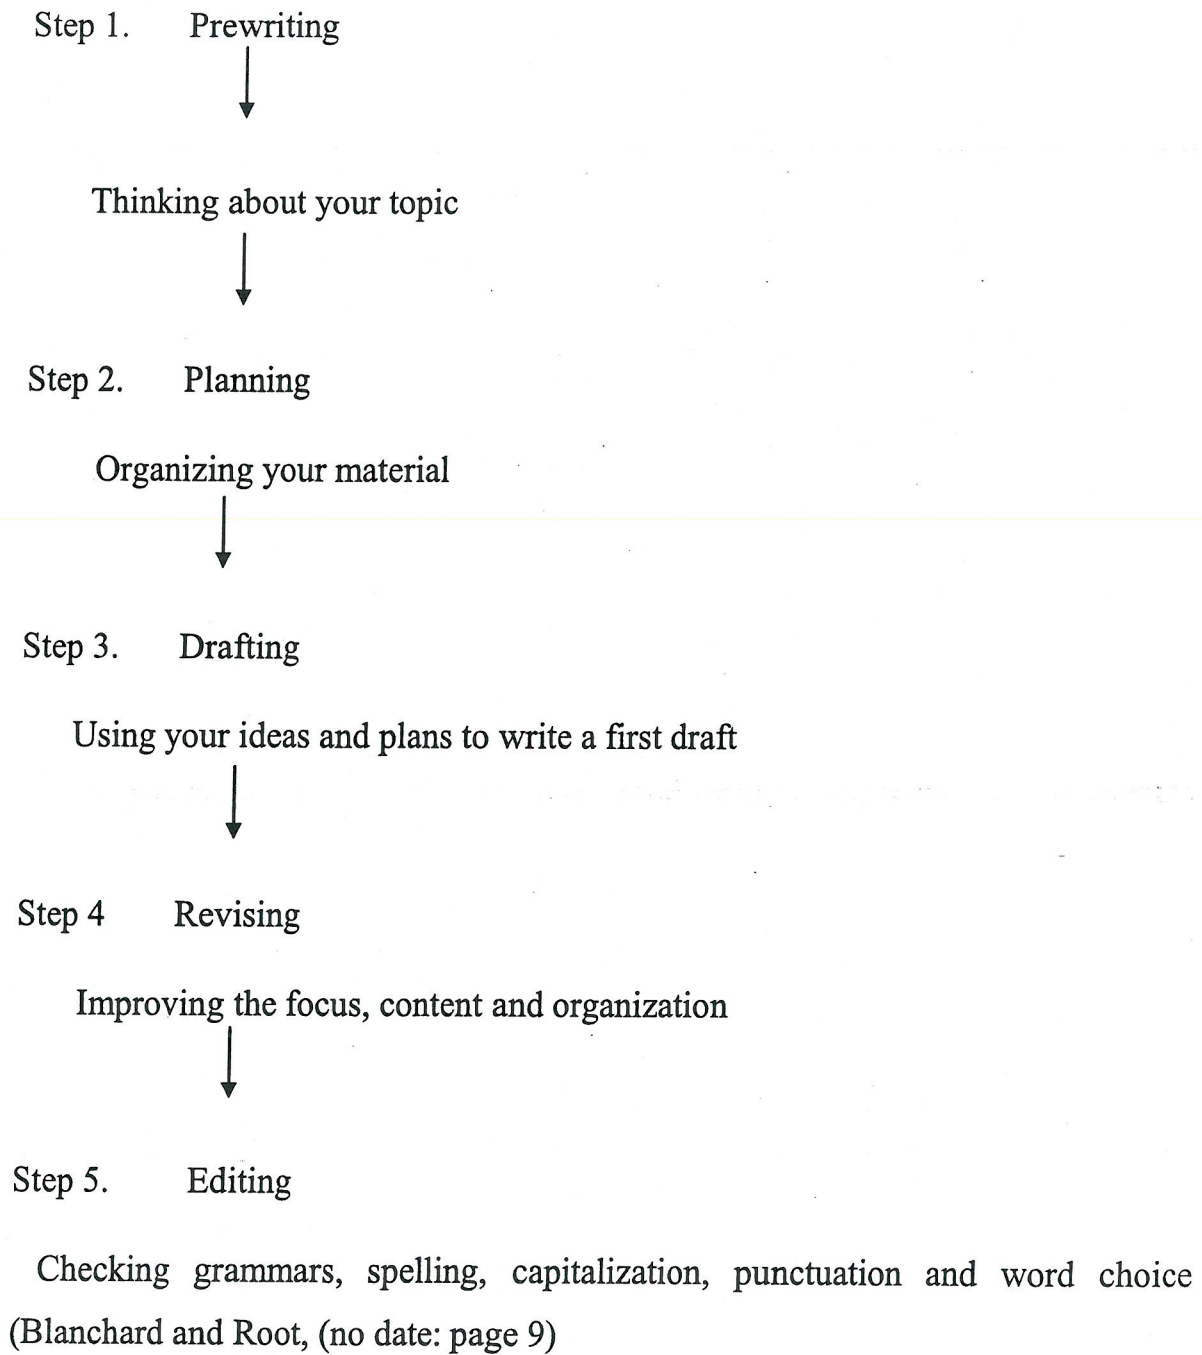 Step 1. Prewriting
Thinking about your topic
Step 2. Planning
Organizing your material
Step 3. Drafting
Using your ideas and plans to write a first draft
Step 4 Revising
Improving the focus, content and organization
Step 5. Editing
Checking grammars, spelling, capitalization, punctuation and word choice
(Blanchard and Root, (no date: page 9)